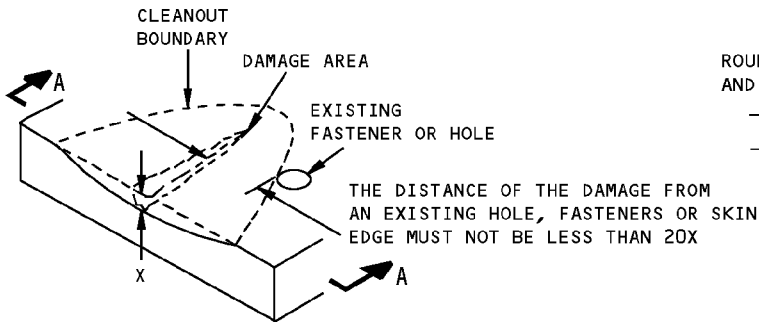 CLEANOUT
BOUNDARY
DAMAGE AREA
A
EXISTING
FASTENER OR HOLE
THE DISTANCE OF THE DAMAGE FROM
AN EXISTING HOLE, FASTENERS OR SKIN
EDGE MUST NOT BE LESS THAN 20X
X
A
AND